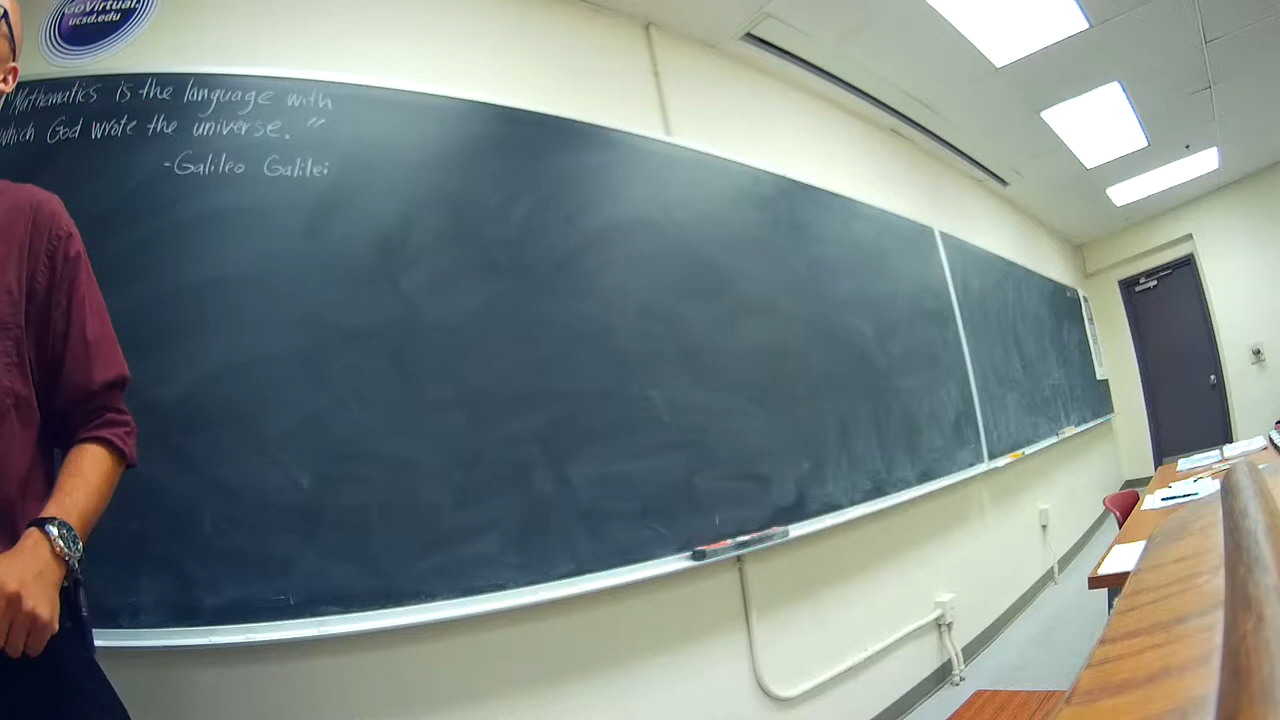 GoVirtual.
ucsd.edu
"Mathematics is the language with
which God wrote the universe."
-Galileo Galilei